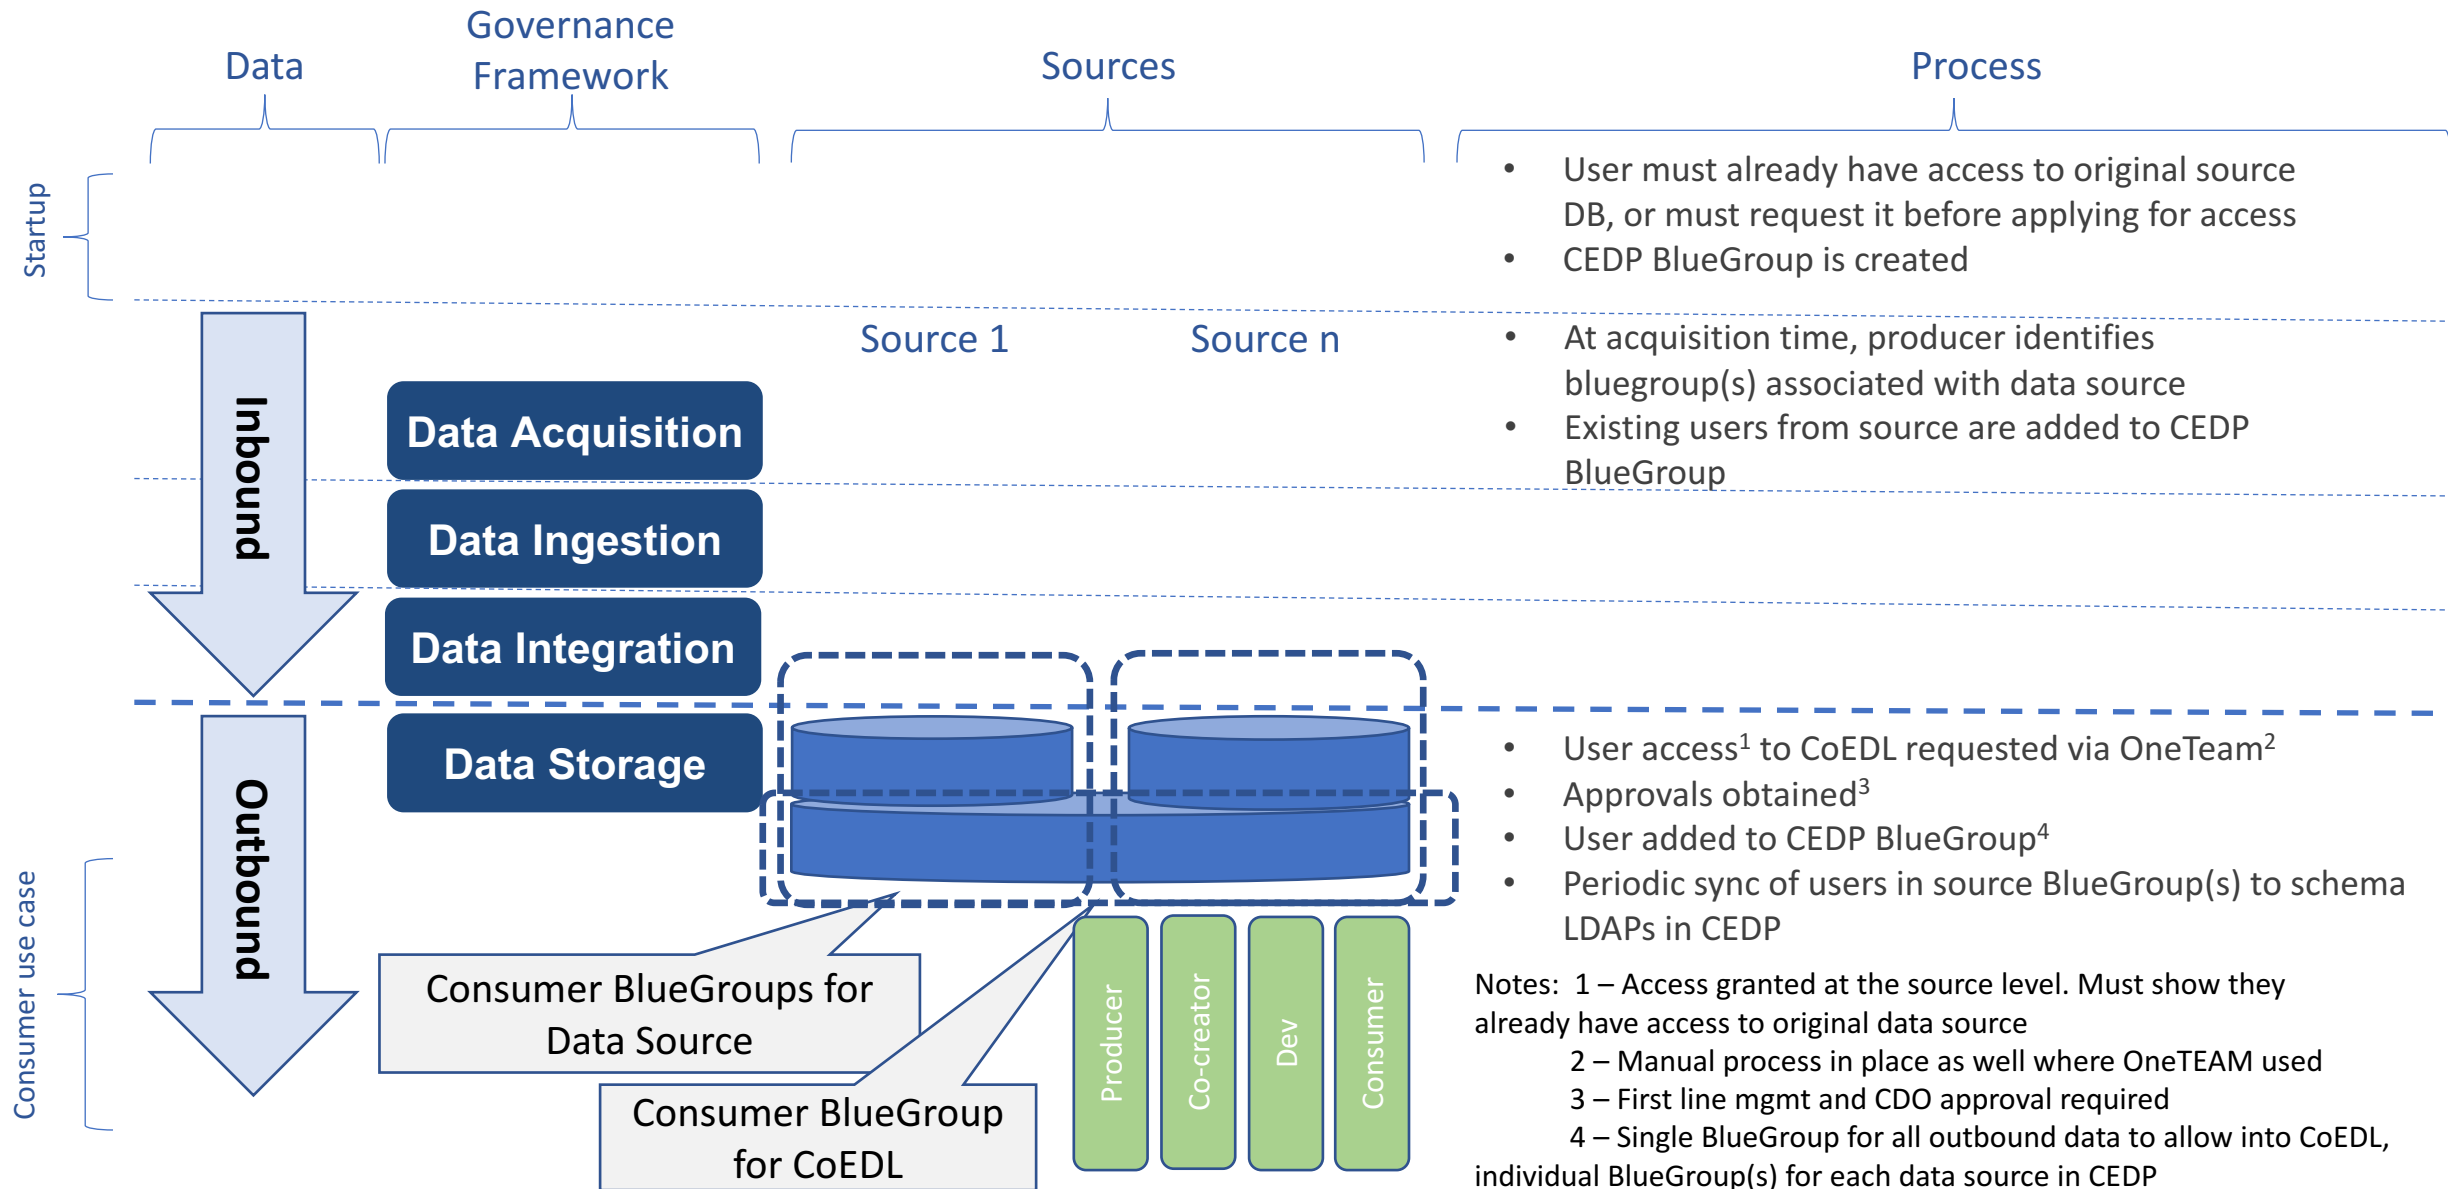 Data
Governance
Framework
Sources
Process
Startup
• User must already have access to original source
DB, or must request it before applying for access
• CEDP BlueGroup is created
Inbound
Source 1
Source n
• At acquisition time, producer identifies
bluegroup(s) associated with data source
• Existing users from source are added to CEDP
BlueGroup
Data Acquisition
Data Ingestion
Data Integration
Data Storage
Outbound
Consumer use case
• User access¹ to CoEDL requested via OneTeam²
• Approvals obtained³
• User added to CEDP BlueGroup⁴
• Periodic sync of users in source BlueGroup(s) to schema
LDAPs in CEDP
Consumer BlueGroups for
Data Source
Consumer BlueGroup
for CoEDL
Producer
Co-creator
Dev
Consumer
Notes: 1 – Access granted at the source level. Must show they
already have access to original data source
2 – Manual process in place as well where OneTEAM used
3 – First line mgmt and CDO approval required
4 – Single BlueGroup for all outbound data to allow into CoEDL,
individual BlueGroup(s) for each data source in CEDP